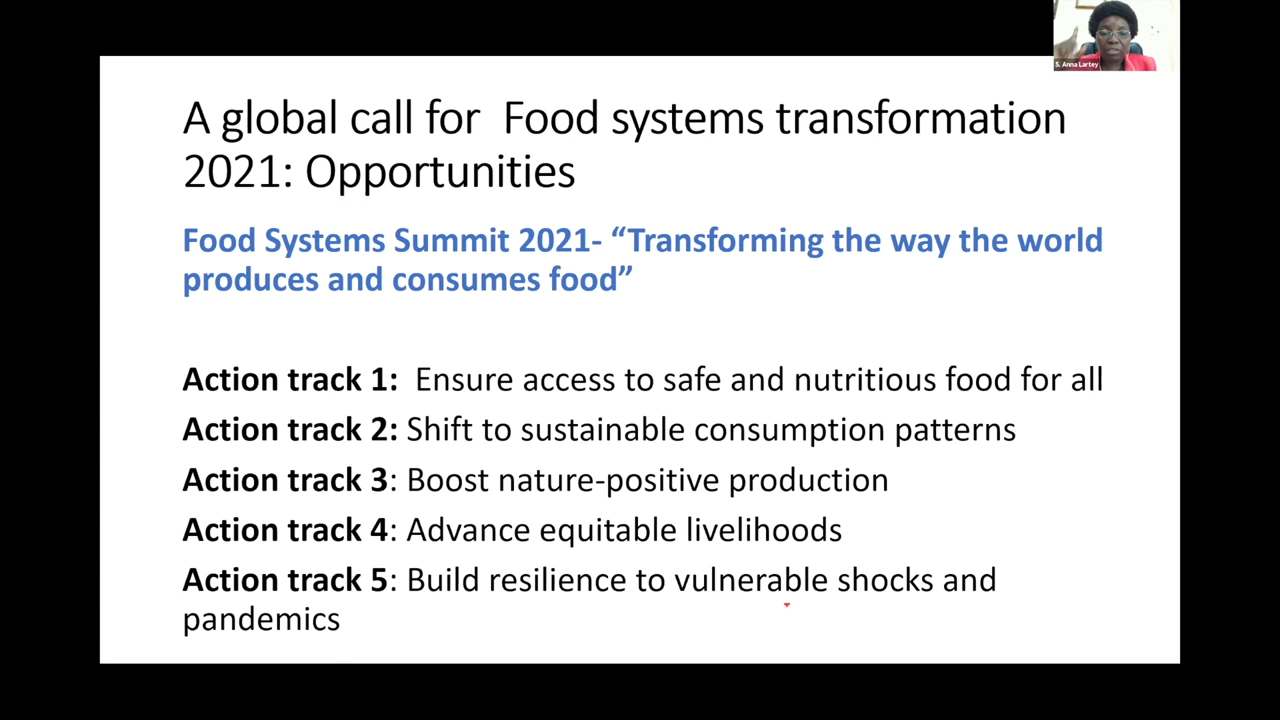 S. Anna Lartey
A global call for  Food systems transformation
2021: Opportunities
Food Systems Summit 2021- “Transforming the way the world
produces and consumes food”
Action track 1:  Ensure access to safe and nutritious food for all
Action track 2: Shift to sustainable consumption patterns
Action track 3: Boost nature-positive production
Action track 4: Advance equitable livelihoods
Action track 5: Build resilience to vulnerable shocks and
pandemics